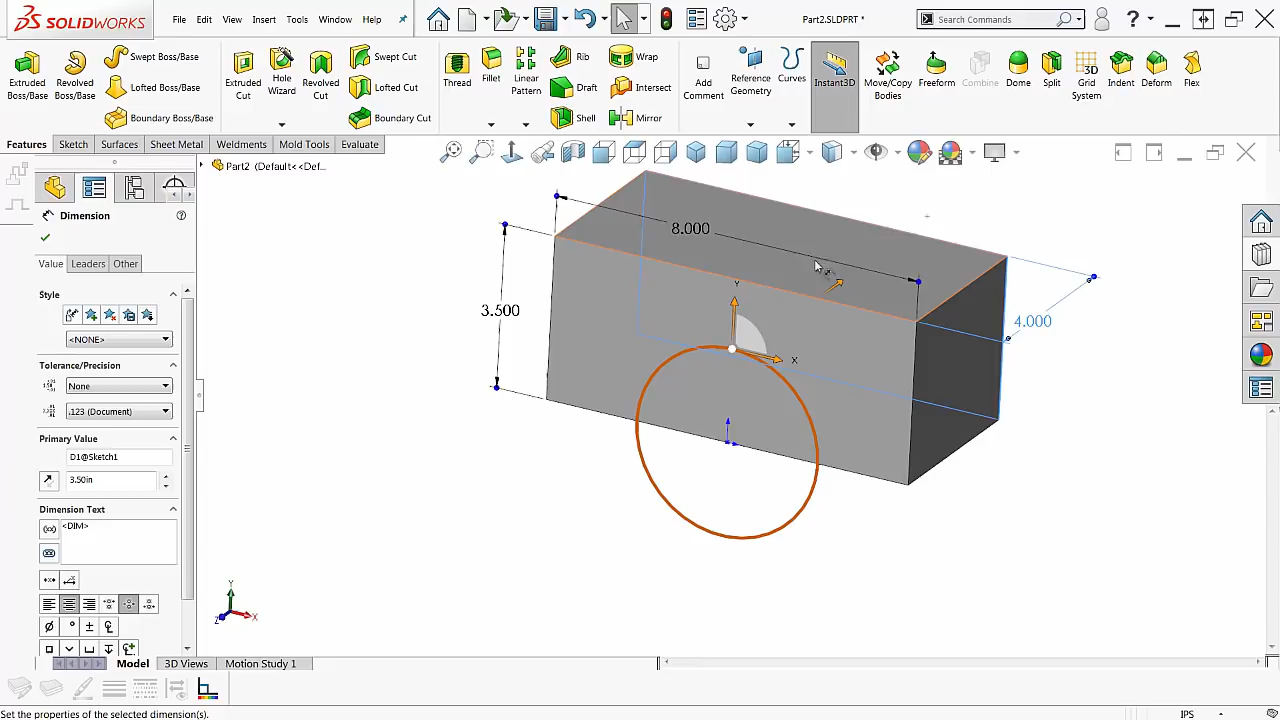 SOLIDWORKS
File Edit View Insert Tools Window Help
Part2.SLDPRT *
Search Commands
Extruded Boss/Base
Revolved Boss/Base
Swept Boss/Base
Lofted Boss/Base
Boundary Boss/Base
Extruded Cut
Hole Wizard
Revolved Cut
Swept Cut
Lofted Cut
Boundary Cut
Thread
Fillet
Linear Pattern
Rib
Draft
Shell
Wrap
Intersect
Mirror
Add Comment
Reference Geometry
Curves
Instant3D
Move/Copy Bodies
Freeform
Combine
Dome
Split
Grid System
Indent
Deform
Flex
Features Sketch Surfaces Sheet Metal Weldments Mold Tools Evaluate
Part2 (Default<<Def...
Dimension
Value Leaders Other
Style
<NONE>
Tolerance/Precision
None
.123 (Document)
Primary Value
D1@Sketch1
3.50in
Dimension Text
<DIM>
8.000
3.500
4.000
Y
X
Y
X
Z
Model 3D Views Motion Study 1
Set the properties of the selected dimension(s).
IPS